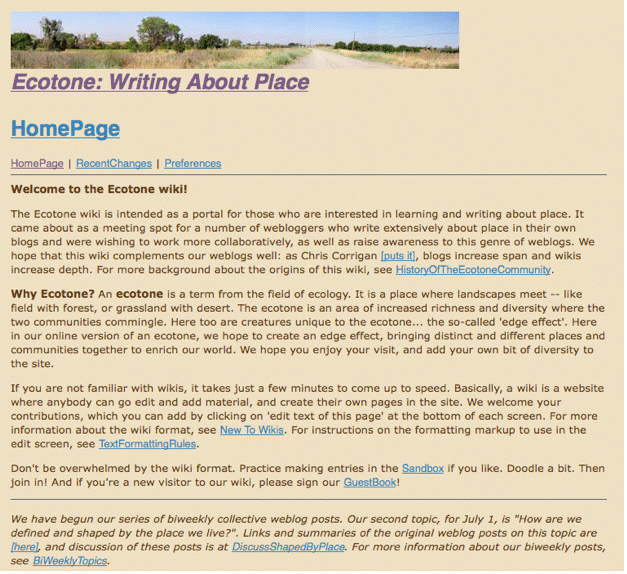 Ecotone: Writing About Place
HomePage
HomePage | RecentChanges | Preferences
Welcome to the Ecotone wiki!
The Ecotone wiki is intended as a portal for those who are interested in learning and writing about place. It
came about as a meeting spot for a number of webloggers who write extensively about place in their own
blogs and were wishing to work more collaboratively, as well as raise awareness to this genre of weblogs. We
hope that this wiki complements our weblogs well: as Chris Corrigan [puts it], blogs increase span and wikis
increase depth. For more background about the origins of this wiki, see HistoryOfTheEcotoneCommunity.
Why Ecotone? An ecotone is a term from the field of ecology. It is a place where landscapes meet -- like
field with forest, or grassland with desert. The ecotone is an area of increased richness and diversity where the
two communities commingle. Here too are creatures unique to the ecotone... the so-called 'edge effect'. Here
in our online version of an ecotone, we hope to create an edge effect, bringing distinct and different places and
communities together to enrich our world. We hope you enjoy your visit, and add your own bit of diversity to
the site.
If you are not familiar with wikis, it takes just a few minutes to come up to speed. Basically, a wiki is a website
where anybody can go edit and add material, and create their own pages in the site. We welcome your
contributions, which you can add by clicking on 'edit text of this page' at the bottom of each screen. For more
information about the wiki format, see New To Wikis. For instructions on the formatting markup to use in the
edit screen, see TextFormattingRules.
Don't be overwhelmed by the wiki format. Practice making entries in the Sandbox if you like. Doodle a bit. Then
join in! And if you're a new visitor to our wiki, please sign our GuestBook!
We have begun our series of biweekly collective weblog posts. Our second topic, for July 1, is "How are we
defined and shaped by the place we live?". Links and summaries of the original weblog posts on this topic are
[here], and discussion of these posts is at DiscussShapedByPlace. For more information about our biweekly posts,
see BiWeeklyTopics.